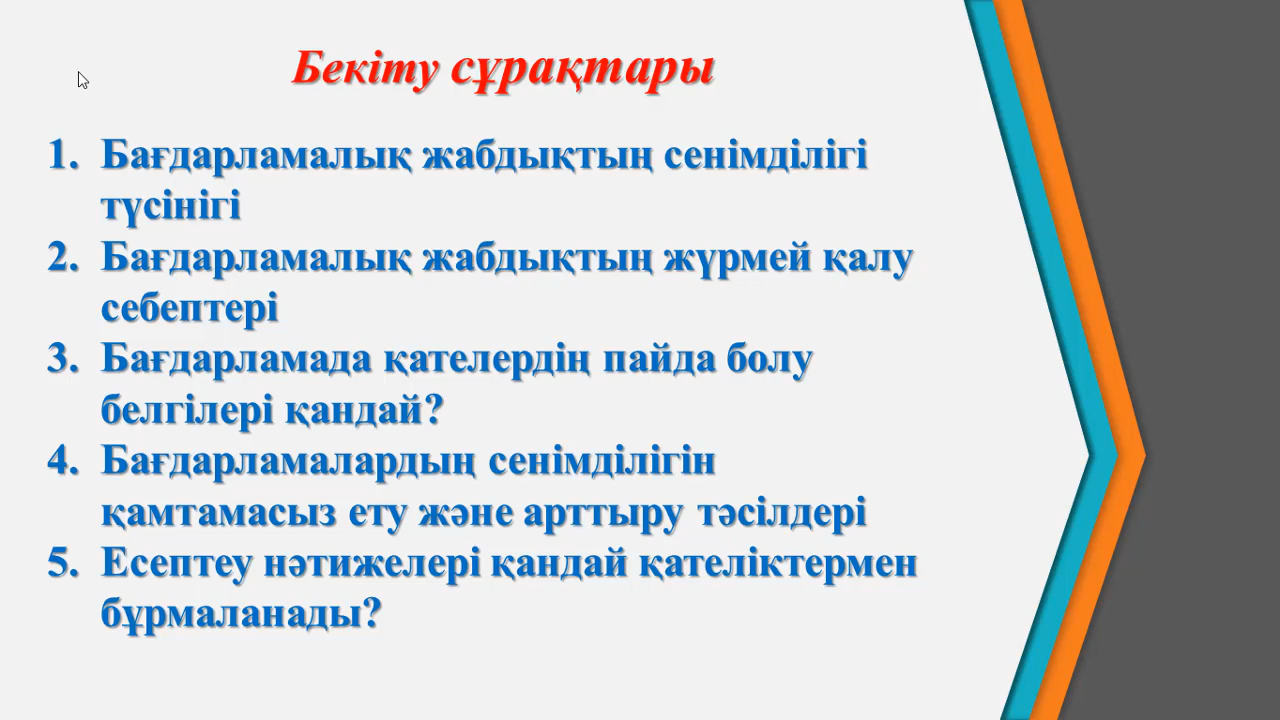 Бекіту сұрақтары
1. Бағдарламалық жабдықтың сенімділігі
түсінігі
2. Бағдарламалық жабдықтың жүрмей қалу
себептері
3. Бағдарламада қателердің пайда болу
белгілері қандай?
4. Бағдарламалардың сенімділігін
қамтамасыз ету және арттыру тәсілдері
5. Есептеу нәтижелері қандай қателіктермен
бұрмаланады?